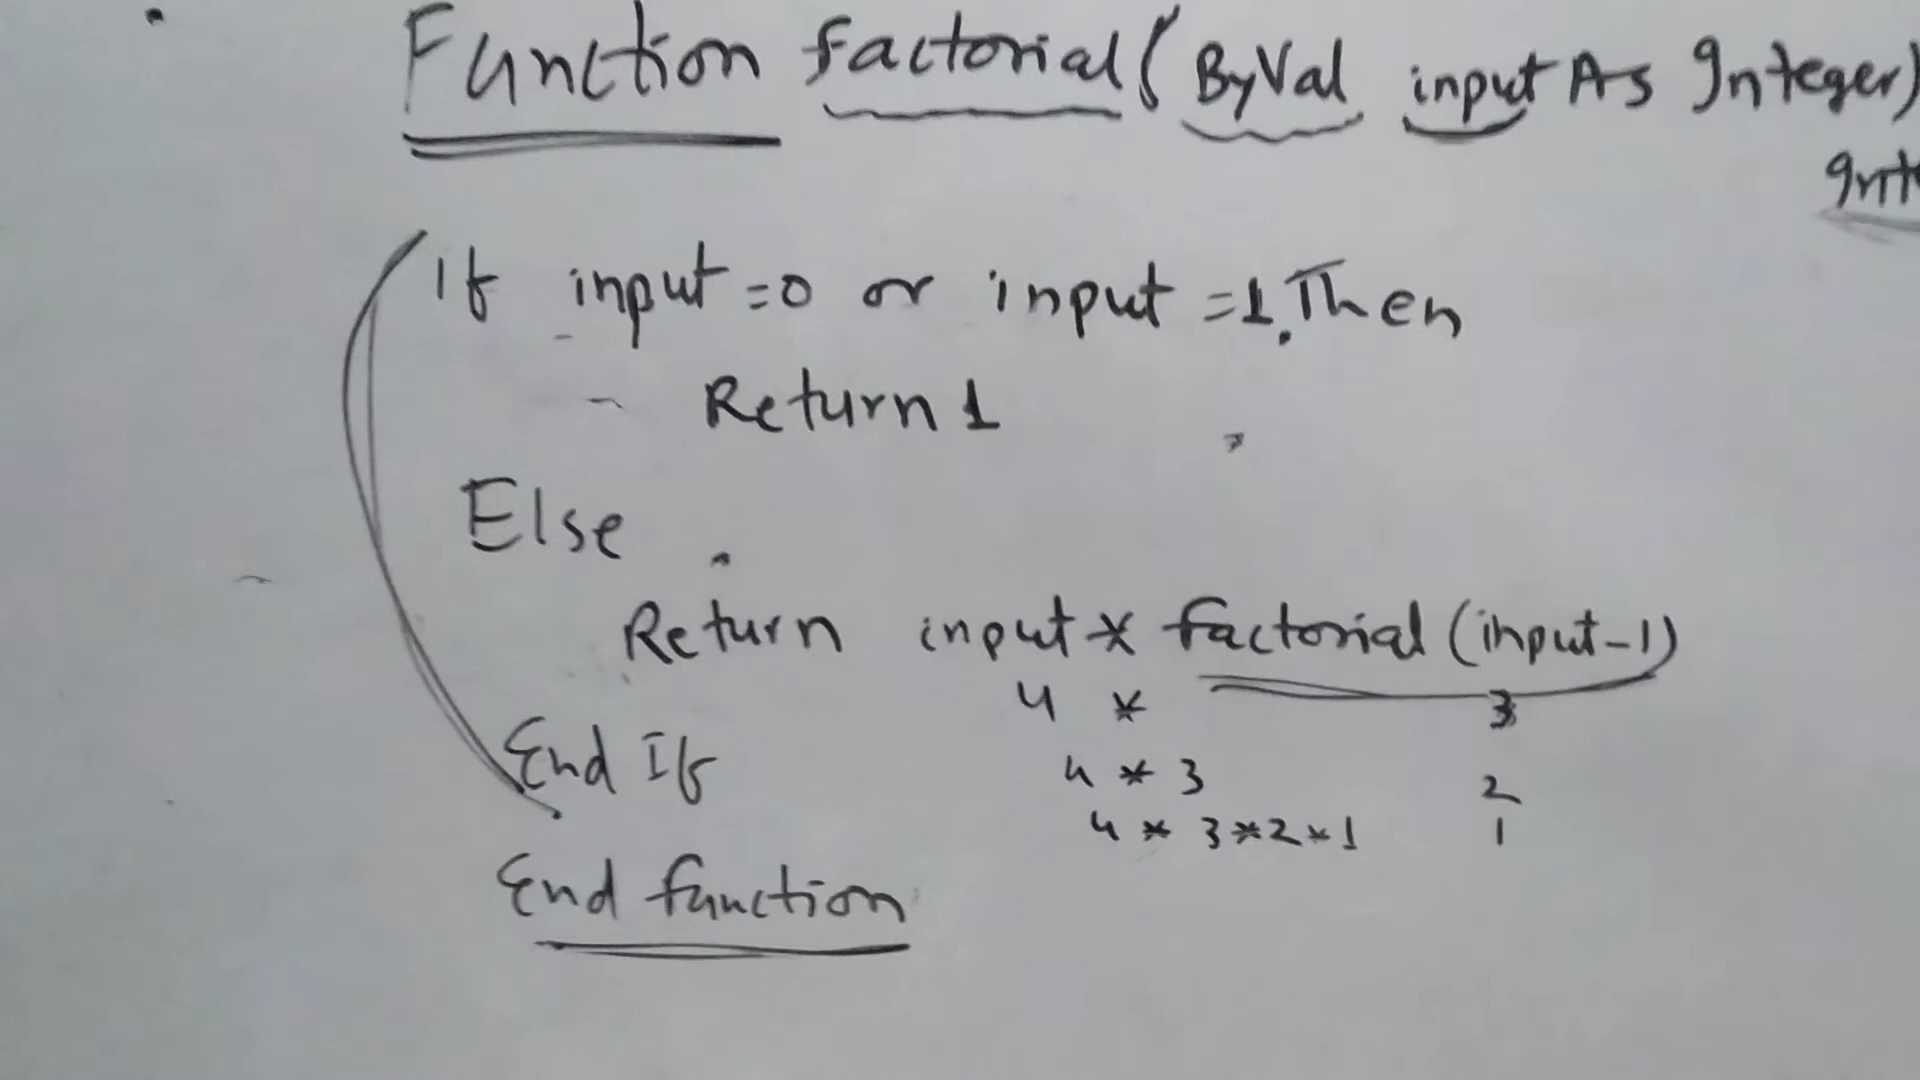 Function factorial (ByVal input As Integer)
If input =0 or input =1 Then
Return 1
Else
Return input * factorial (input-1)
4 * 3
4 * 3 2
End If
4 * 3 * 2 * 1 1
End function